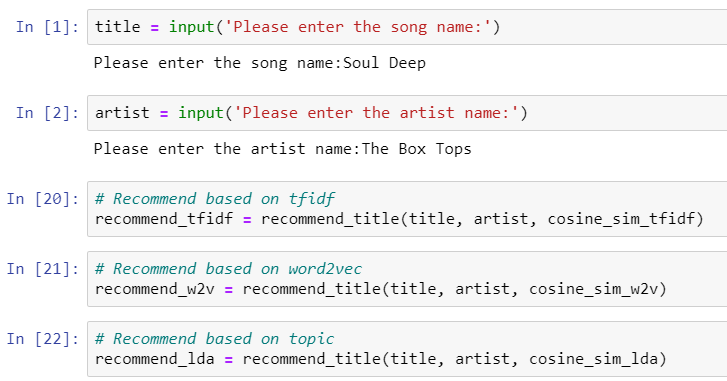 In [1]: title = input('Please enter the song name:')
Please enter the song name:Soul Deep
In [2]: artist = input('Please enter the artist name:')
Please enter the artist name:The Box Tops
In [20]: # Recommend based on tfidf
recommend_tfidf = recommend_title(title, artist, cosine_sim_tfidf)
In [21]: # Recommend based on word2vec
recommend_w2v = recommend_title(title, artist, cosine_sim_w2v)
In [22]: # Recommend based on topic
recommend_lda = recommend_title(title, artist, cosine_sim_lda)